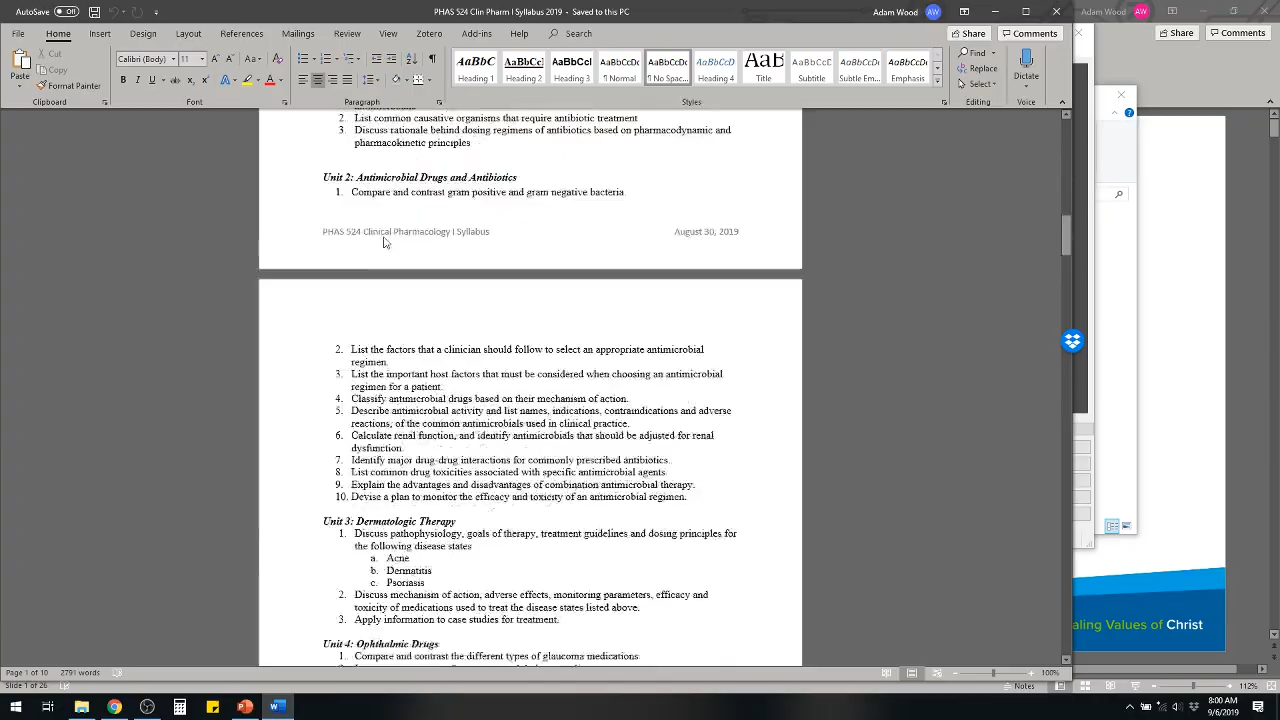 AutoSave
Off
PHAS 524 Clin Pharm I Syllabus 2019 - Saved to this PC
Adam Wood
AW
Adam Wood
AW
File
Home
Insert
Design
Layout
References
Mailings
Review
View
Zotero
Add-ins
Help
Search
Share
Comments
Share
Comments
Paste
Cut
Copy
Format Painter
Clipboard
Calibri (Body)
11
Font
Paragraph
AaBbC
Heading 1
AaBbCc
Heading 2
AaBbCcl
Heading 3
AaBbCcDc
¶ Normal
AaBbCcDc
¶ No Spac...
AaBbCcD
Heading 4
AaB
Title
AaBbCcDc
Subtitle
AaBbCcDc
Subtle Em...
AaBbCcDc
Emphasis
Styles
Find
Replace
Select
Editing
Dictate
Voice
2. List common causative organisms that require antibiotic treatment
3. Discuss rationale behind dosing regimens of antibiotics based on pharmacodynamic and
pharmacokinetic principles
Unit 2: Antimicrobial Drugs and Antibiotics
1. Compare and contrast gram positive and gram negative bacteria.
PHAS 524 Clinical Pharmacology I Syllabus August 30, 2019
2. List the factors that a clinician should follow to select an appropriate antimicrobial
regimen.
3. List the important host factors that must be considered when choosing an antimicrobial
regimen for a patient.
4. Classify antimicrobial drugs based on their mechanism of action.
5. Describe antimicrobial activity and list names, indications, contraindications and adverse
reactions, of the common antimicrobials used in clinical practice.
6. Calculate renal function, and identify antimicrobials that should be adjusted for renal
dysfunction.
7. Identify major drug-drug interactions for commonly prescribed antibiotics.
8. List common drug toxicities associated with specific antimicrobial agents.
9. Explain the advantages and disadvantages of combination antimicrobial therapy.
10. Devise a plan to monitor the efficacy and toxicity of an antimicrobial regimen.
Unit 3: Dermatologic Therapy
1. Discuss pathophysiology, goals of therapy, treatment guidelines and dosing principles for
the following disease states
a. Acne
b. Dermatitis
c. Psoriasis
2. Discuss mechanism of action, adverse effects, monitoring parameters, efficacy and
toxicity of medications used to treat the disease states listed above.
3. Apply information to case studies for treatment.
Unit 4: Ophthalmic Drugs
1. Compare and contrast the different types of glaucoma medications
aling Values of Christ
Page 1 of 10
2791 words
100%
Slide 1 of 26
Notes
112%
8:00 AM
9/6/2019